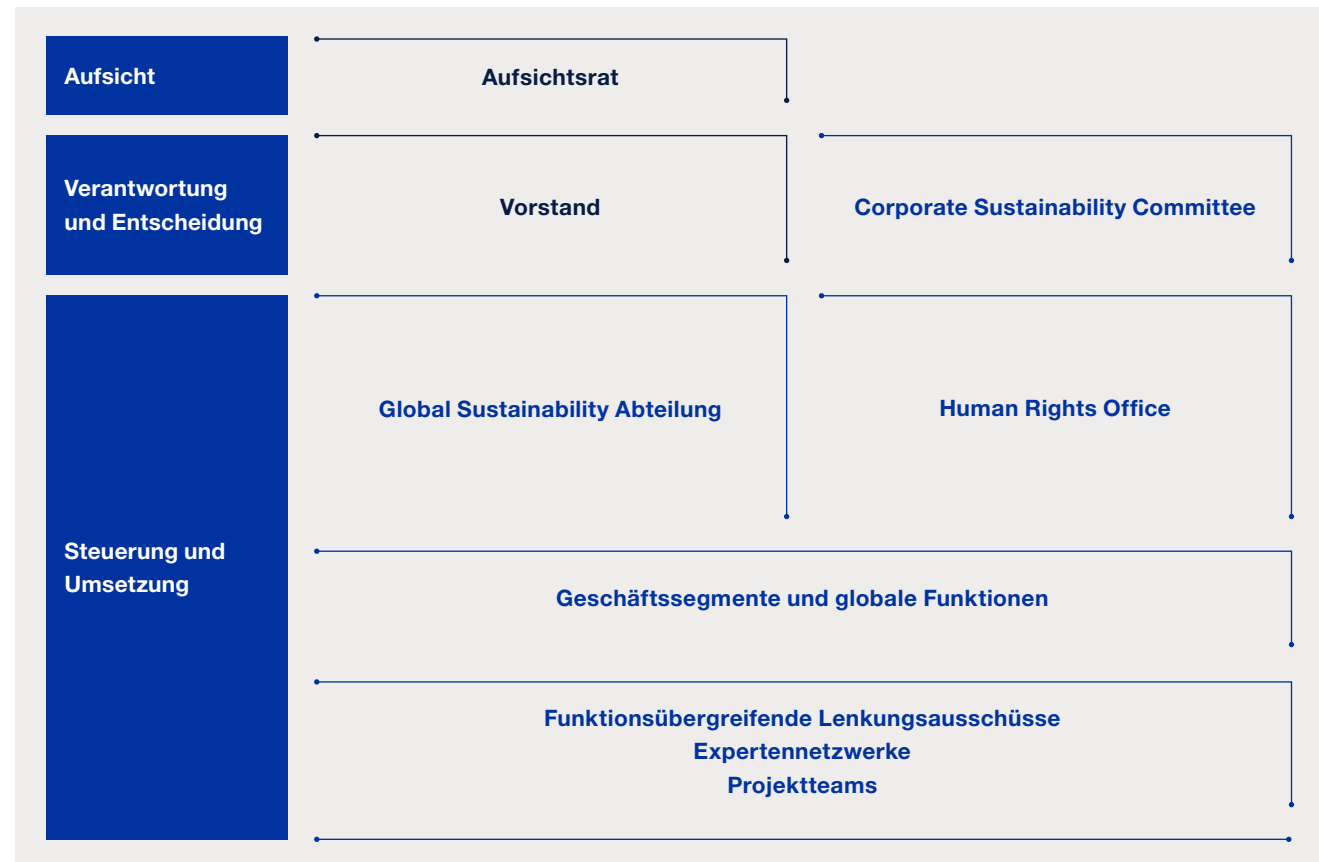 Aufsicht
Aufsichtsrat
Verantwortung
und Entscheidung
Vorstand
Corporate Sustainability Committee
Steuerung und
Umsetzung
Global Sustainability Abteilung
Human Rights Office
Geschäftssegmente und globale Funktionen
Funktionsübergreifende Lenkungsausschüsse
Expertennetzwerke
Projektteams